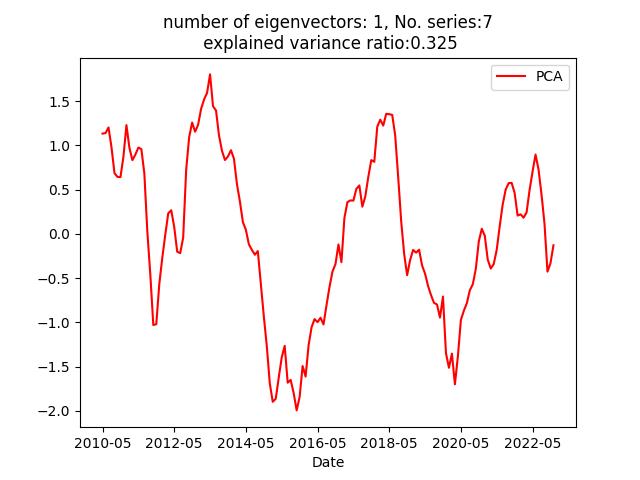 number of eigenvectors: 1, No. series:7
explained variance ratio:0.325
PCA
1.5
1.0
0.5
0.0
−0.5
−1.0
−1.5
−2.0
2010-05 2012-05 2014-05 2016-05 2018-05 2020-05 2022-05
Date